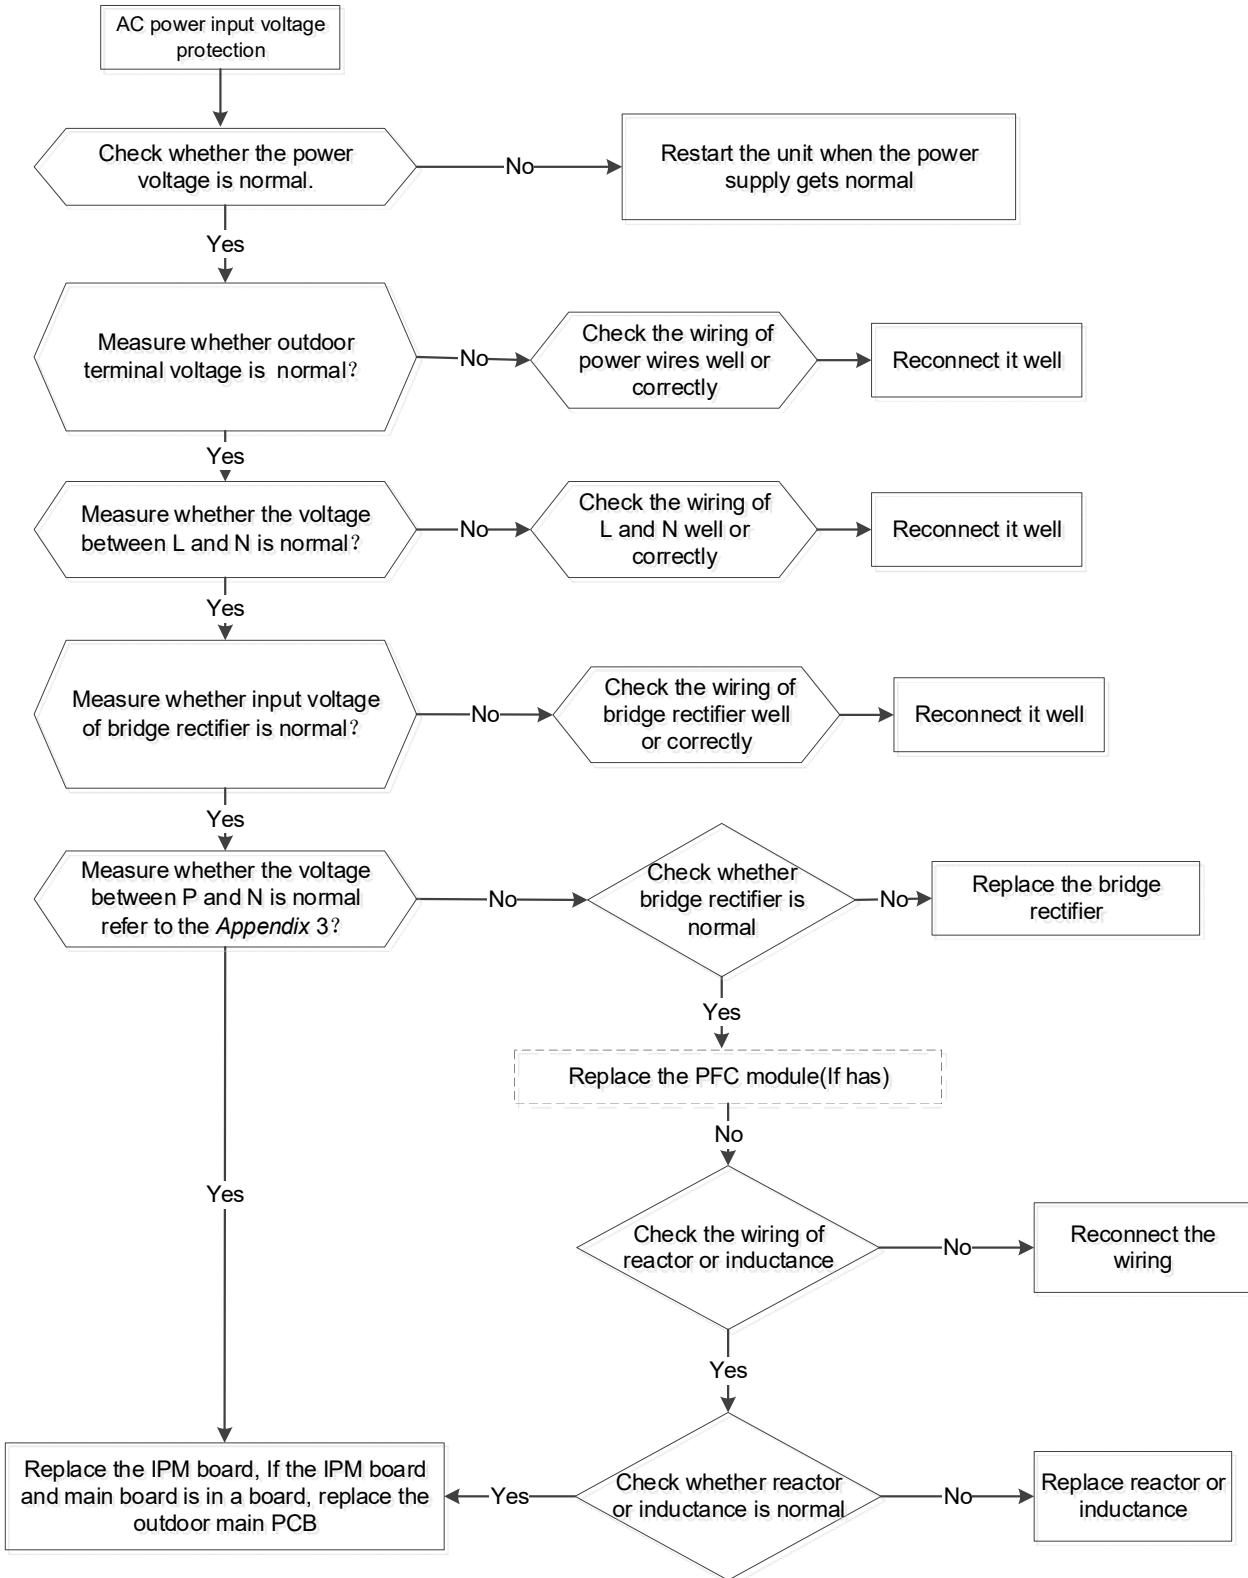 AC power input voltage
protection
Check whether the power
voltage is normal.
No
Restart the unit when the power
supply gets normal
Yes
Measure whether outdoor
terminal voltage is normal?
No
Check the wiring of
power wires well or
correctly
Reconnect it well
Yes
Measure whether the voltage
between L and N is normal?
No
Check the wiring of
L and N well or
correctly
Reconnect it well
Yes
Measure whether input voltage
of bridge rectifier is normal?
No
Check the wiring of
bridge rectifier well
or correctly
Reconnect it well
Yes
Measure whether the voltage
between P and N is normal
refer to the Appendix 3?
No
Check whether
bridge rectifier is
normal
No
Replace the bridge
rectifier
Yes
Replace the PFC module(If has)
No
Yes
Check the wiring of
reactor or inductance
No
Reconnect the
wiring
Yes
Replace the IPM board, If the IPM board
and main board is in a board, replace the
outdoor main PCB
Yes
Check whether reactor
or inductance is normal
No
Replace reactor or
inductance